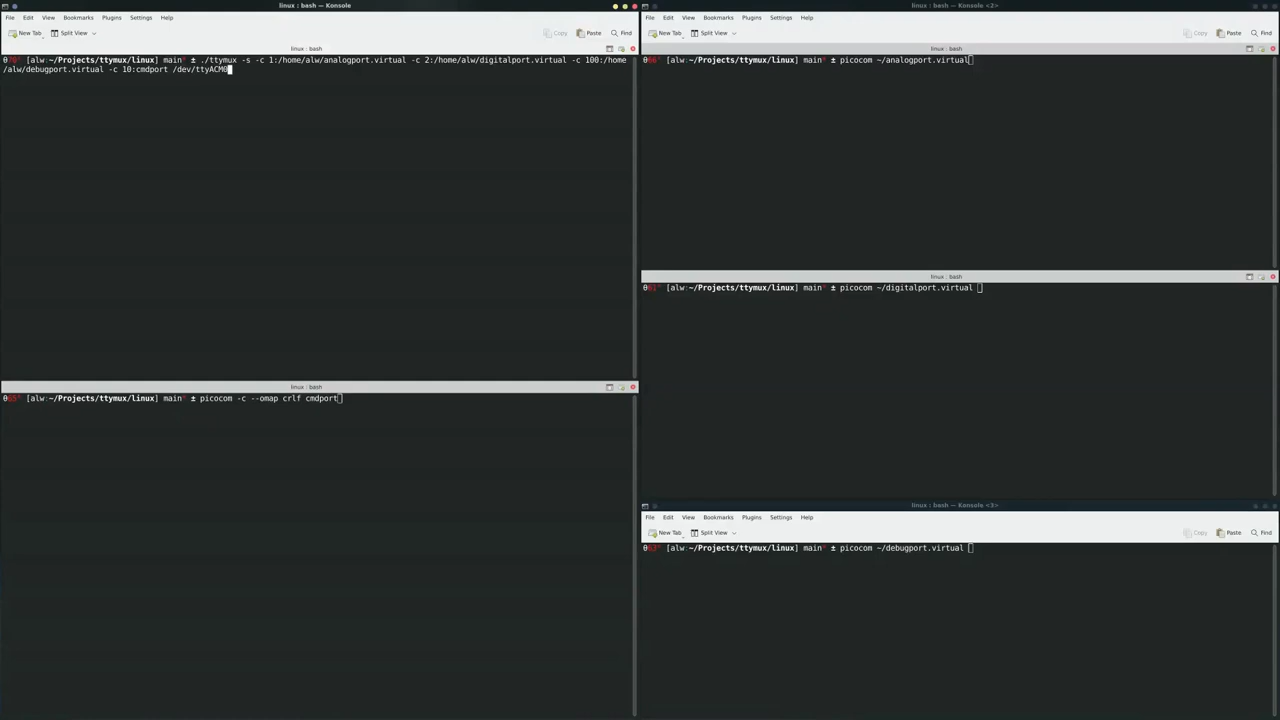 linux : bash — Konsole
File Edit View Bookmarks Plugins Settings Help
New Tab Split View Copy Paste Find
linux : bash
[alw:~/Projects/ttymux/linux] main* ± ./ttymux -s -c 1:/home/alw/analogport.virtual -c 2:/home/alw/digitalport.virtual -c 100:/home
/alw/debugport.virtual -c 10:cmdport /dev/ttyACM0
linux : bash
[alw:~/Projects/ttymux/linux] main* ± picocom -c --omap crlf cmdport
linux : bash — Konsole <2>
File Edit View Bookmarks Plugins Settings Help
New Tab Split View Copy Paste Find
linux : bash
[alw:~/Projects/ttymux/linux] main* ± picocom ~/analogport.virtual
linux : bash
[alw:~/Projects/ttymux/linux] main* ± picocom ~/digitalport.virtual
linux : bash — Konsole <3>
File Edit View Bookmarks Plugins Settings Help
New Tab Split View Copy Paste Find
[alw:~/Projects/ttymux/linux] main* ± picocom ~/debugport.virtual